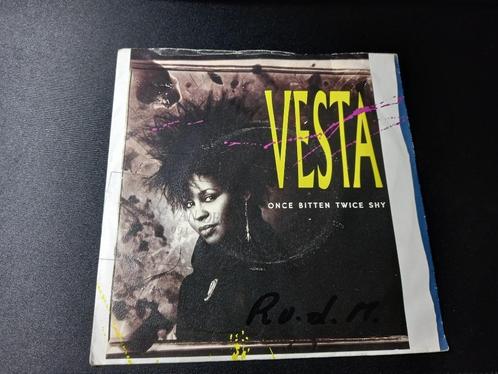 VESTA
ONCE BITTEN TWICE SHY
R.v.d.M.